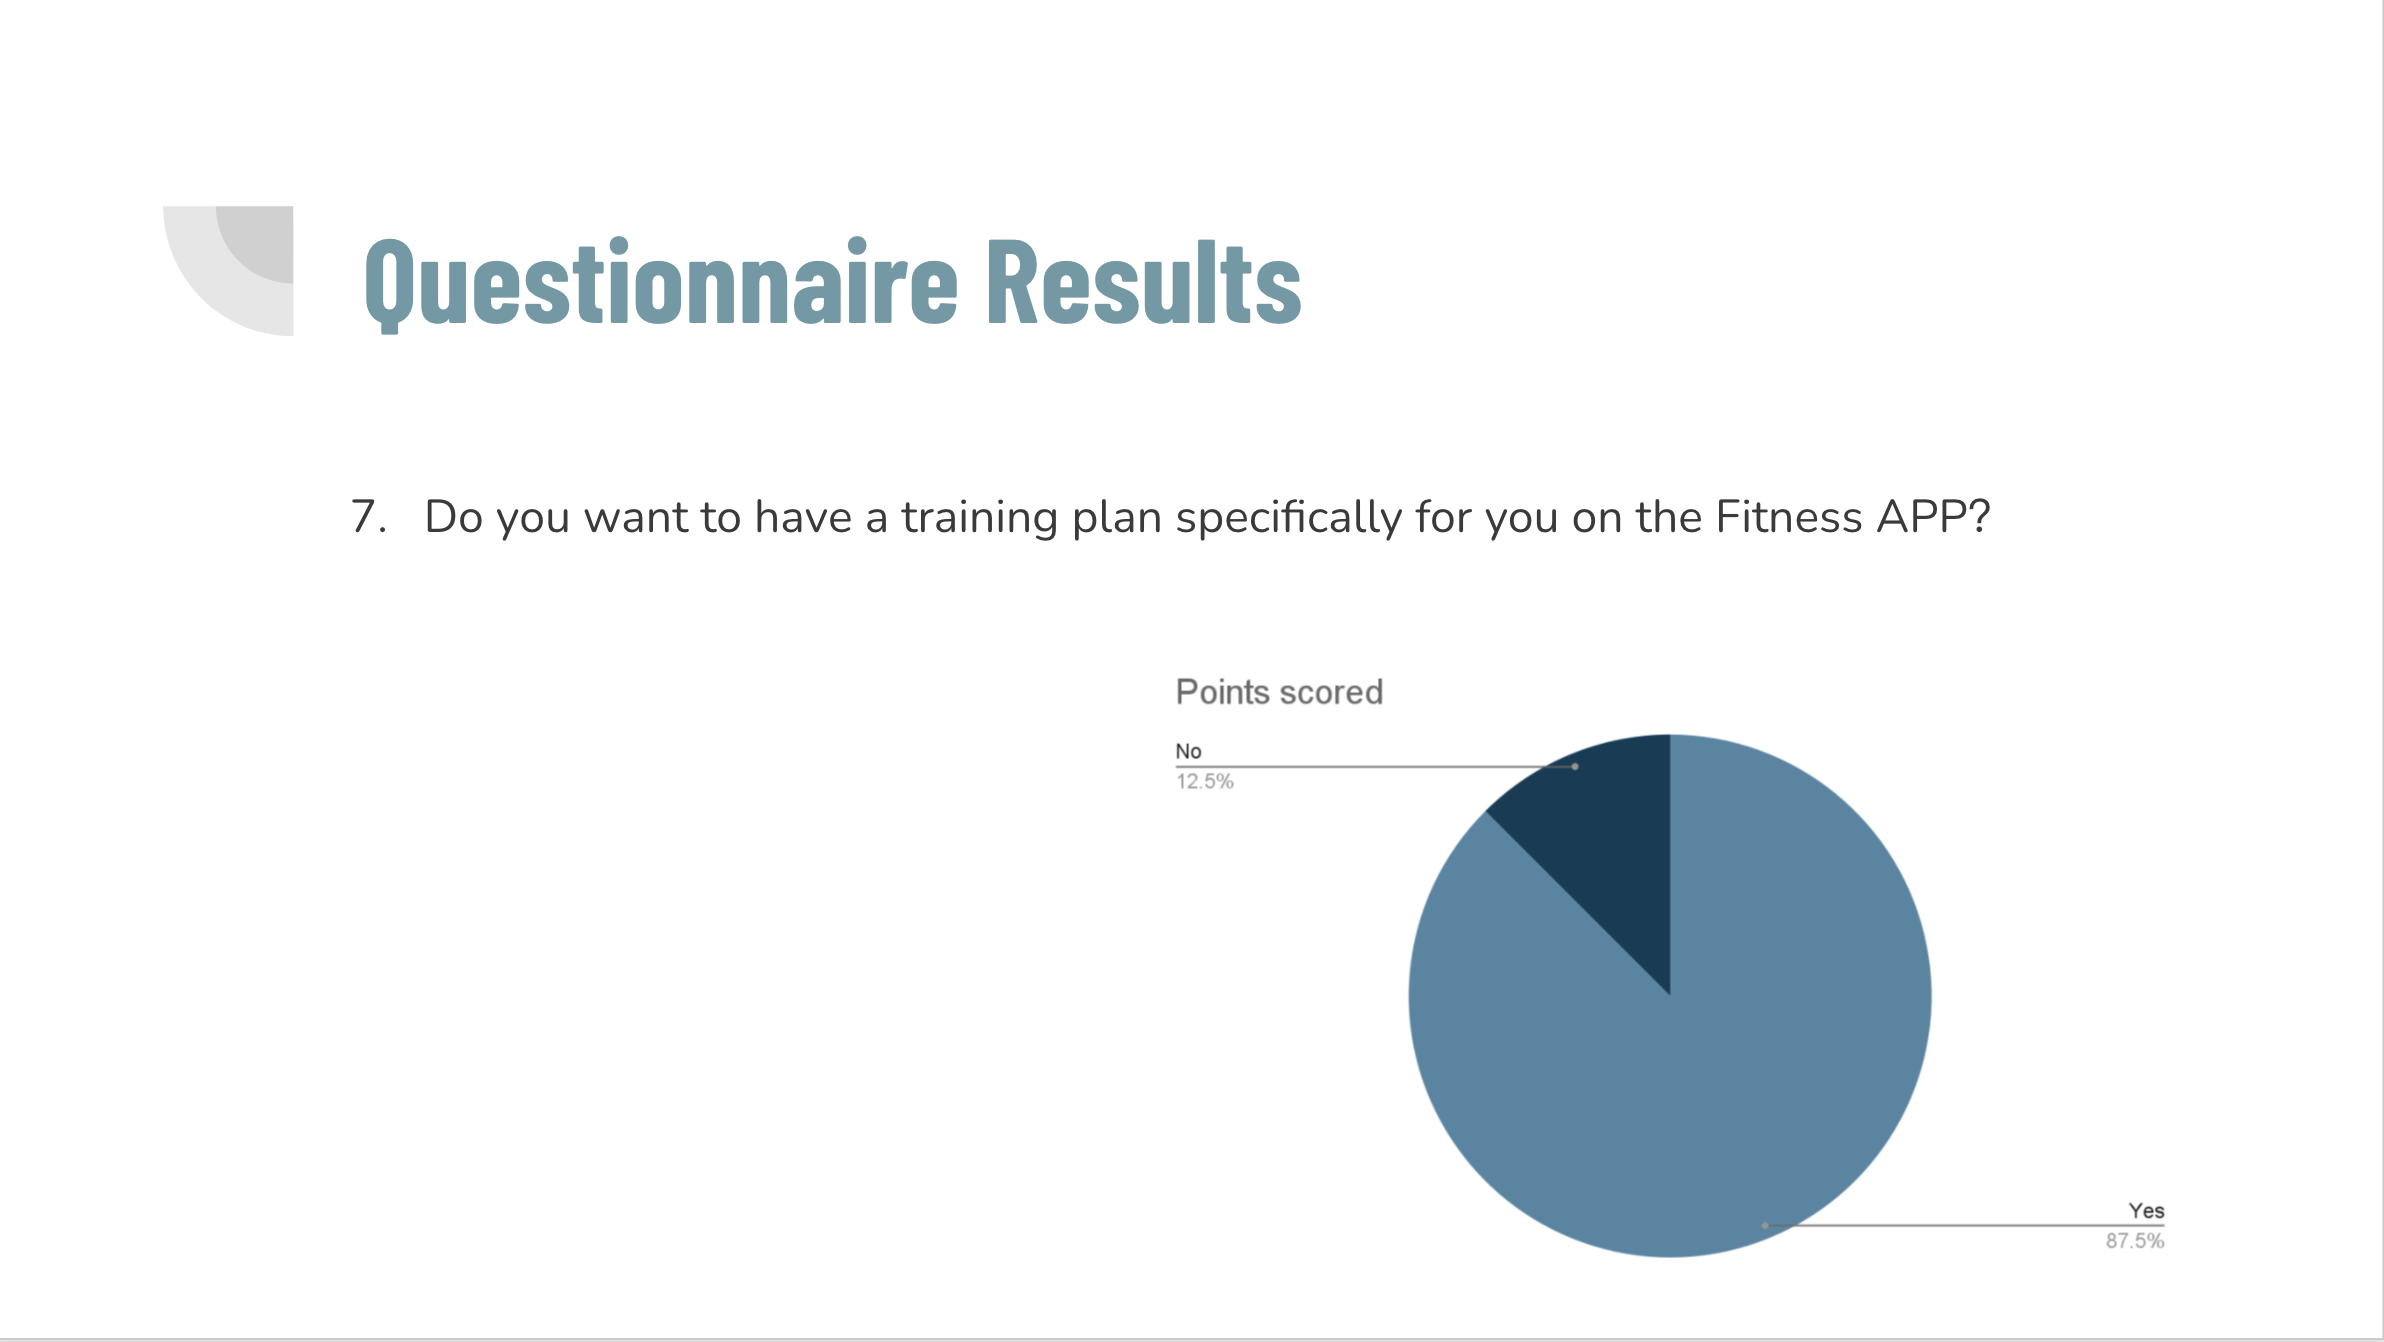 Questionnaire Results
7. Do you want to have a training plan specifically for you on the Fitness APP?
Points scored
No
12.5%
Yes
87.5%